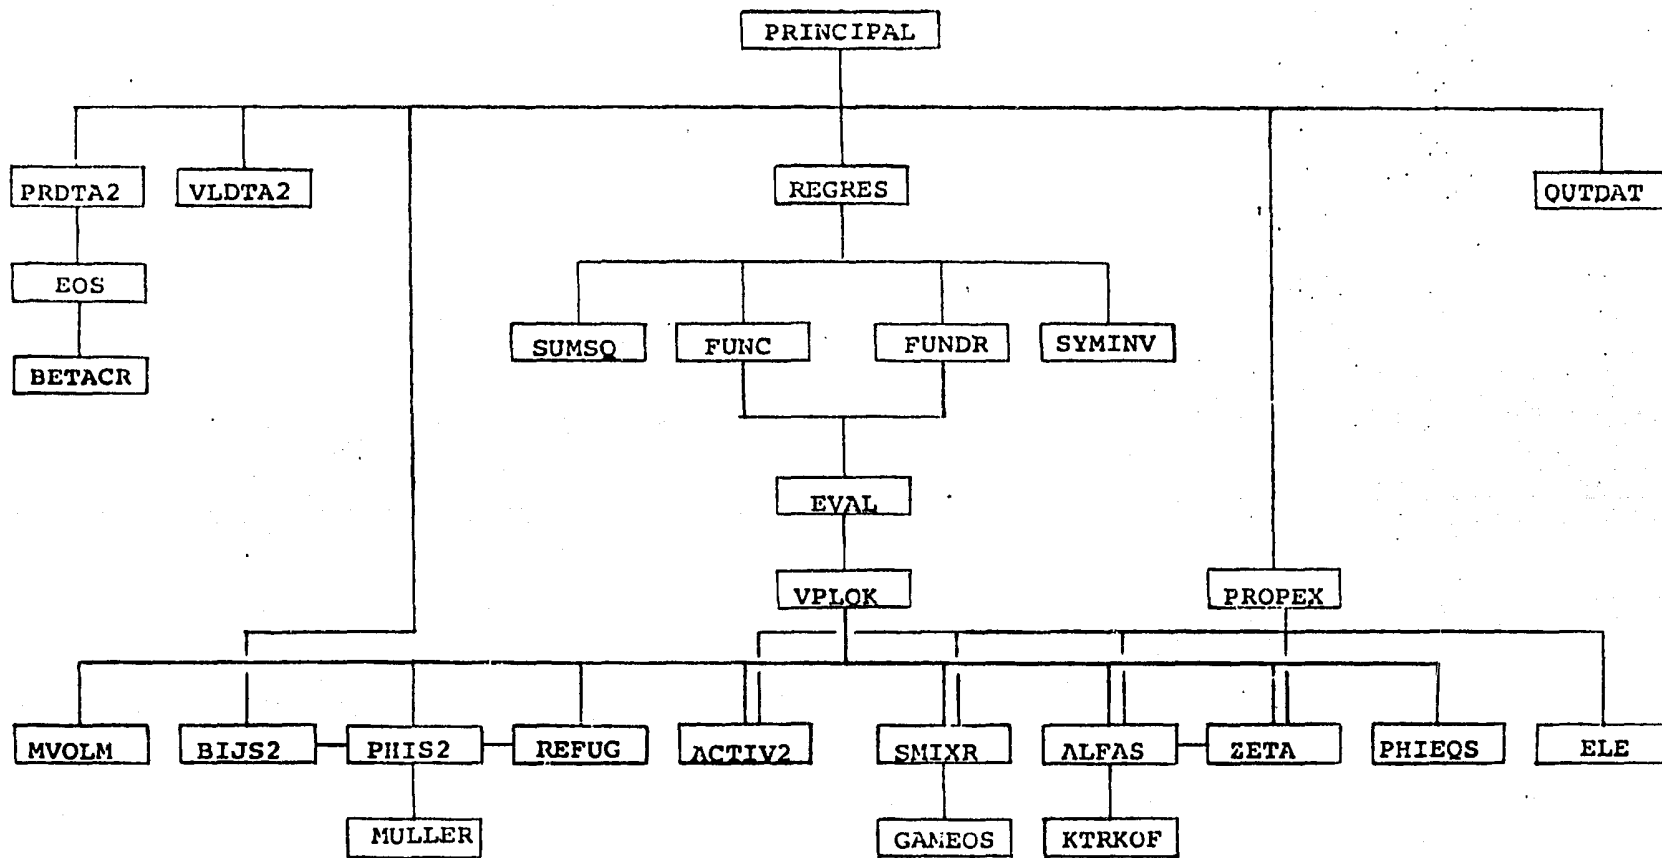 PRINCIPAL
PRDTA2
VLDTA2
REGRES
OUTDAT
EOS
SUMSQ
FUNC
FUNDR
SYMINV
BETACR
EVAL
VPLQK
PROPEX
MVOLM
BIJS2
PHIS2
REFUG
ACTIV2
SMIXR
ALFAS
ZETA
PHIEQS
ELE
MULLER
GAMEOS
KTRKOF